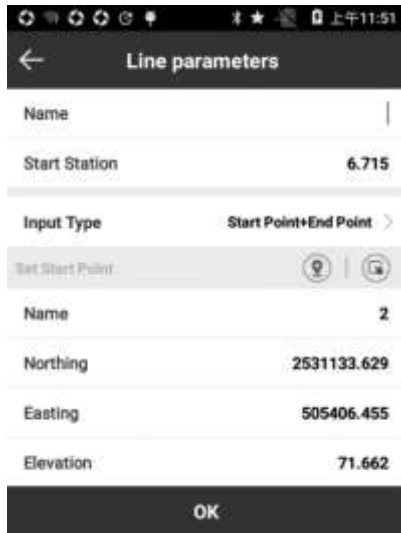 上午11:51
Line parameters
Name
Start Station 6.715
Input Type Start Point+End Point
Set Start Point
Name 2
Northing 2531133.629
Easting 505406.455
Elevation 71.662
OK